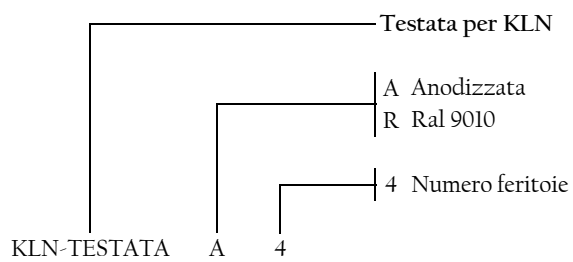 Testata per KLN
A Anodizzata
R Ral 9010
4 Numero feritoie
KLN-TESTATA A 4